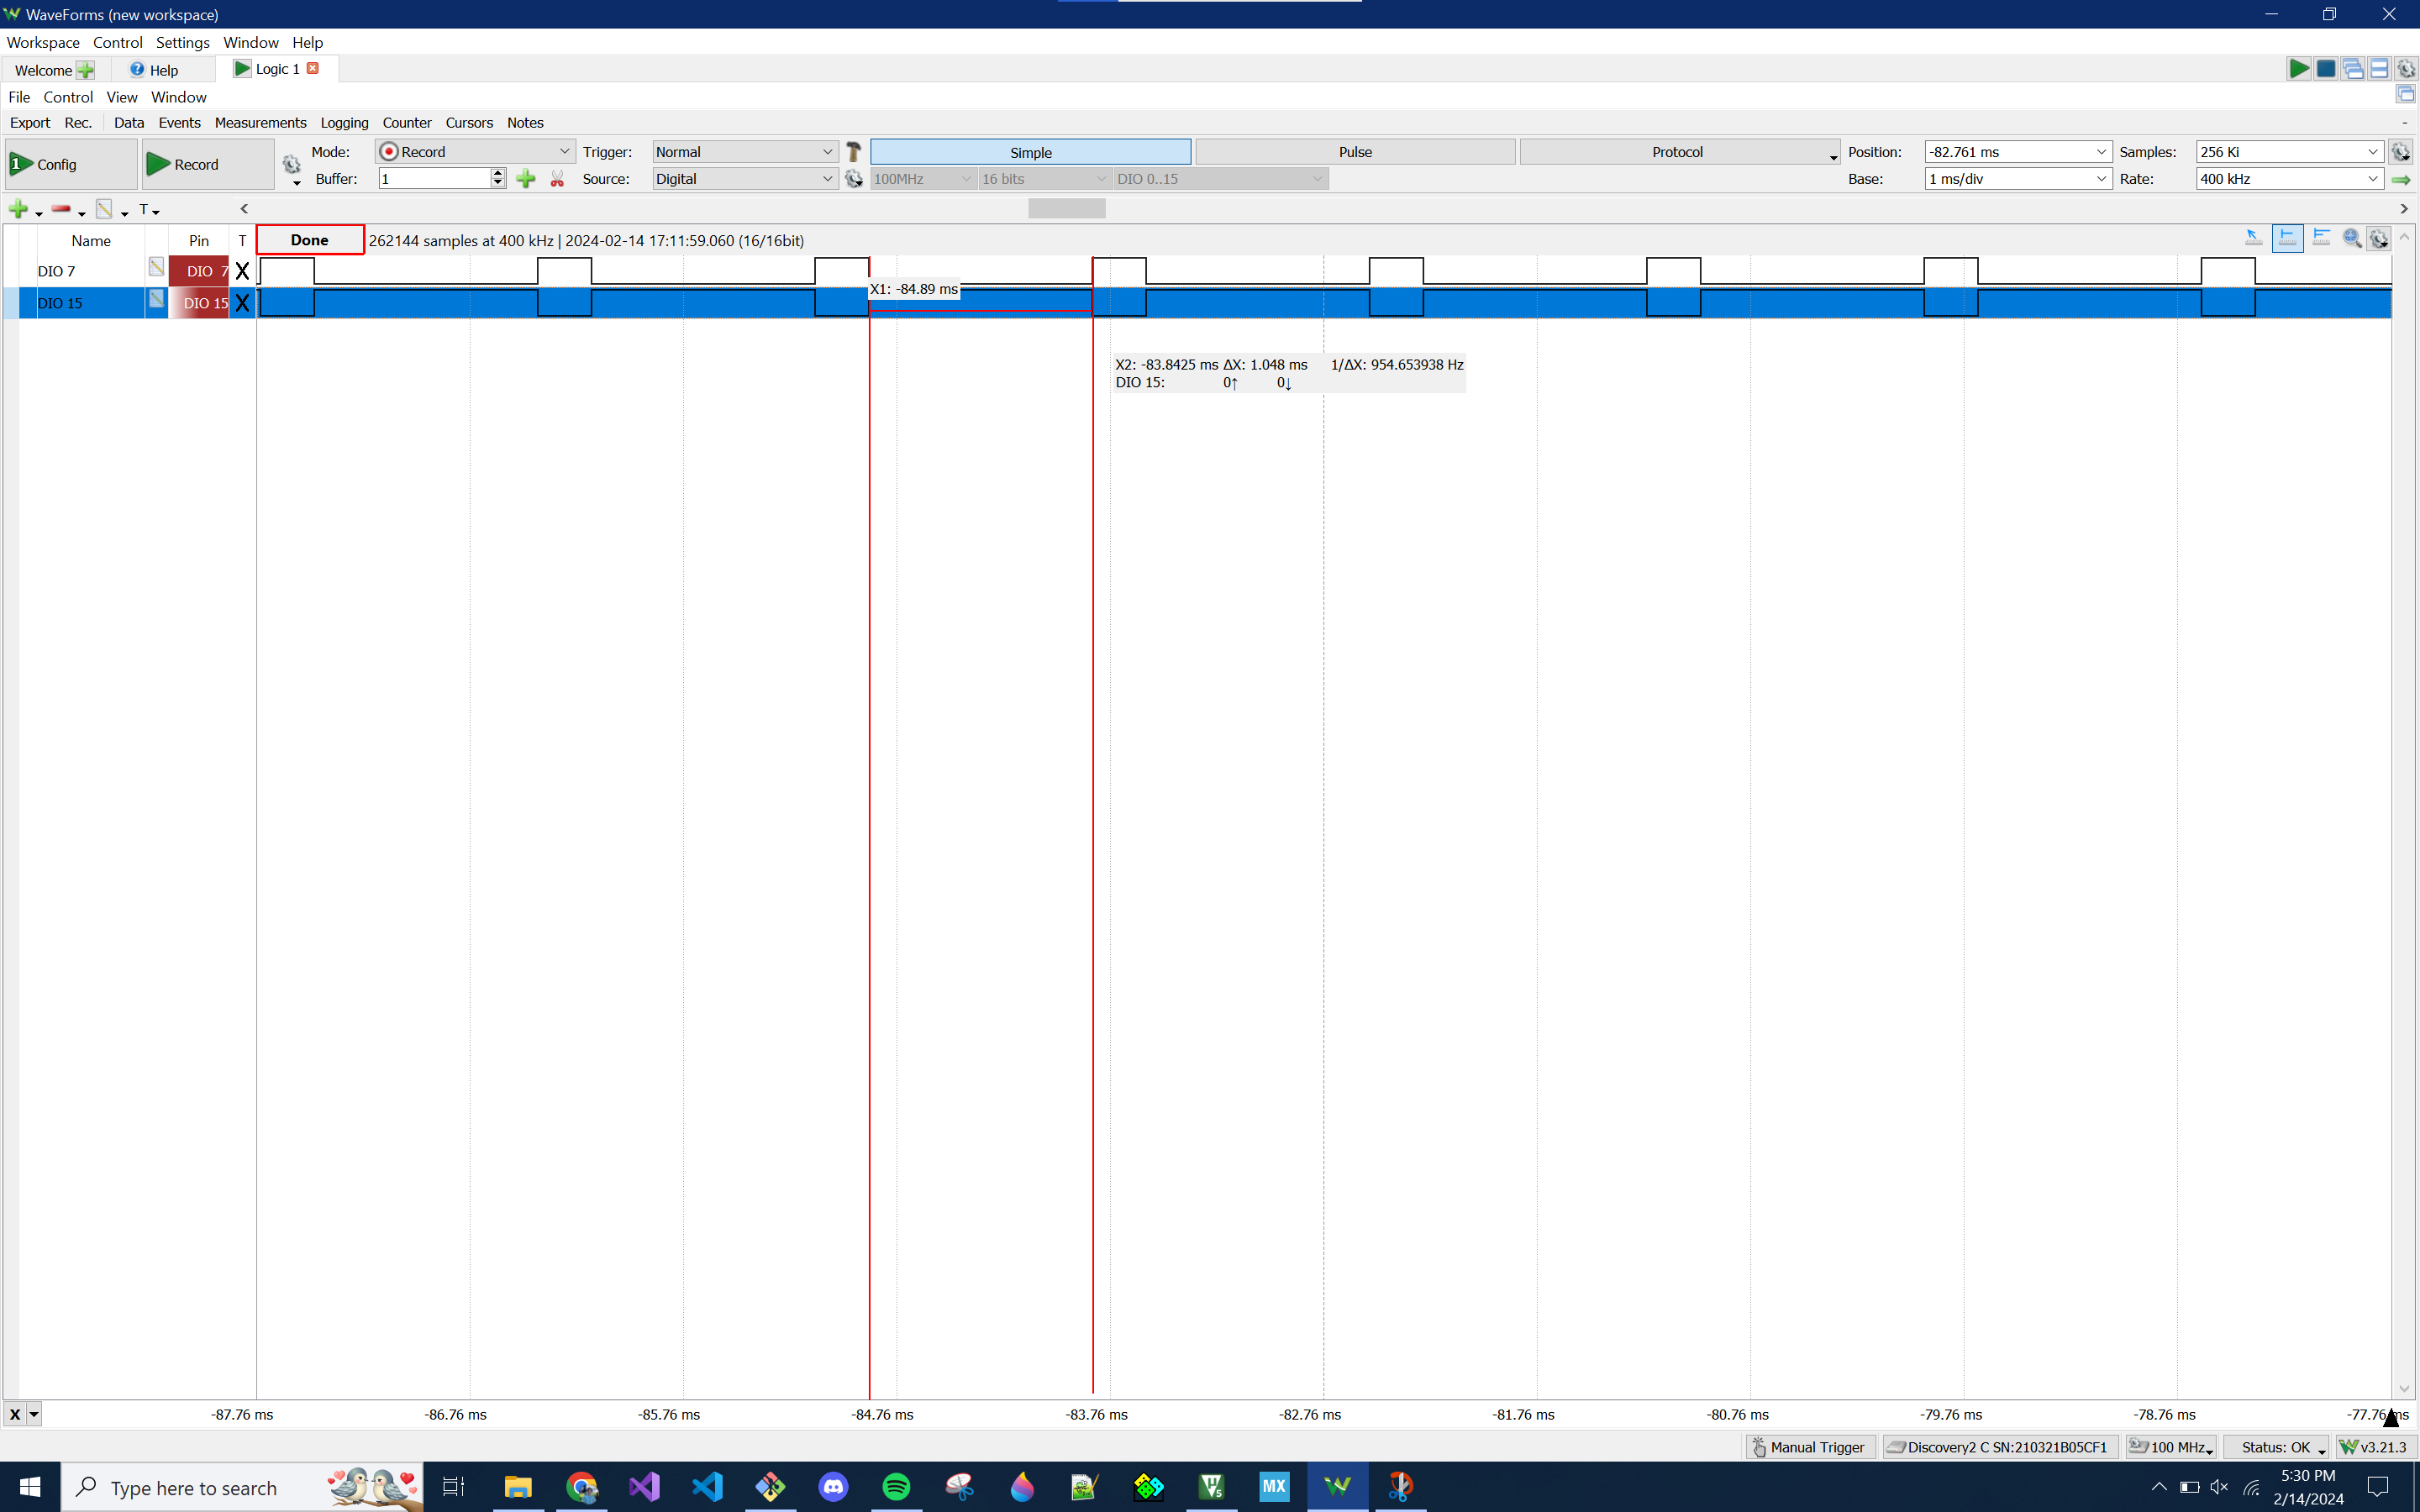 WaveForms (new workspace)
Workspace Control Settings Window Help
Welcome Help Logic 1
File Control View Window
Export Rec. Data Events Measurements Logging Counter Cursors Notes
1 Config Record Mode: Record Trigger: Normal Simple Pulse Protocol Position: -82.761 ms Samples: 256 Ki
Buffer: 1 Source: Digital 100MHz 16 bits DIO 0..15 Base: 1 ms/div Rate: 400 kHz
T
Name Pin T Done 262144 samples at 400 kHz | 2024-02-14 17:11:59.060 (16/16bit)
DIO 7 DIO 7 X
X1: -84.89 ms
DIO 15 DIO 15 X
X2: -83.8425 ms ΔX: 1.048 ms 1/ΔX: 954.653938 Hz
DIO 15: 0↑ 0↓
X -87.76 ms -86.76 ms -85.76 ms -84.76 ms -83.76 ms -82.76 ms -81.76 ms -80.76 ms -79.76 ms -78.76 ms -77.76 ms
Manual Trigger Discovery2 C SN:210321B05CF1 100 MHz Status: OK v3.21.3
Type here to search MX 5:30 PM
2/14/2024